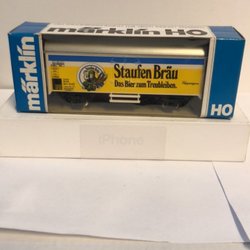 märklin HO
Staufen Bräu
Das Bier zum Treubleiben.
märklin
HO
iPhone